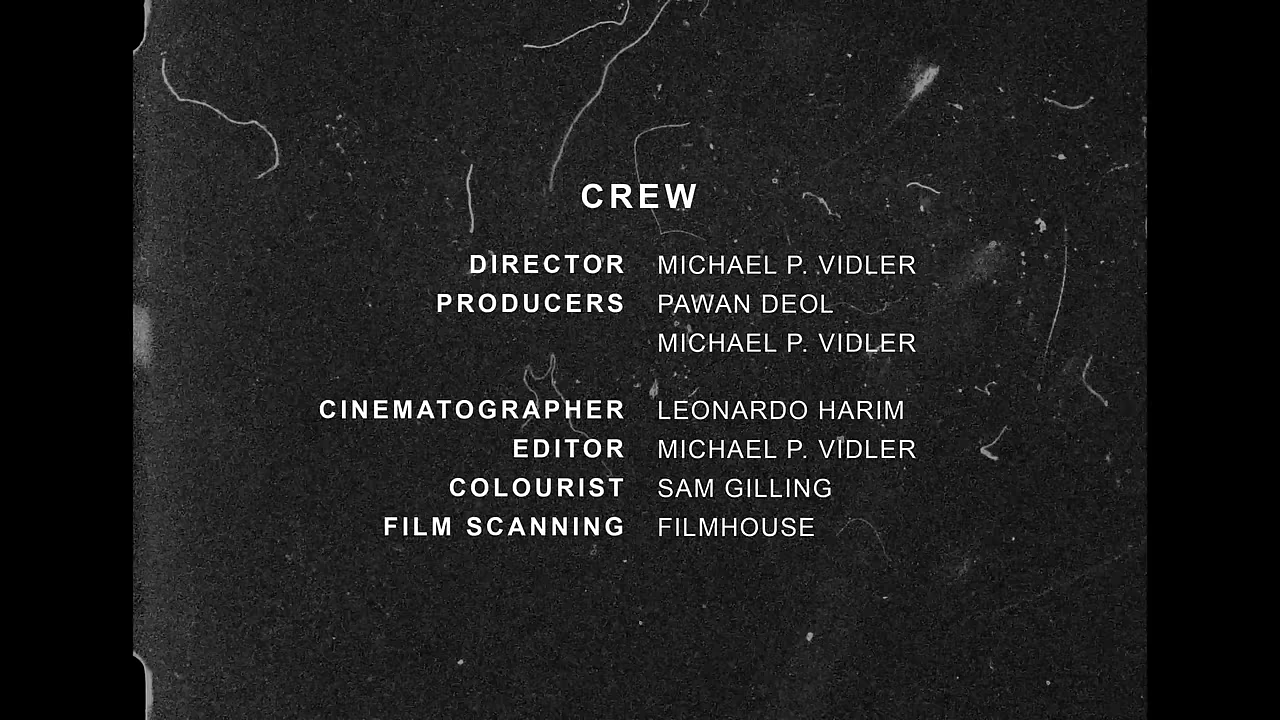 CREW
DIRECTOR MICHAEL P. VIDLER
PRODUCERS PAWAN DEOL
MICHAEL P. VIDLER
CINEMATOGRAPHER LEONARDO HARIM
EDITOR MICHAEL P. VIDLER
COLOURIST SAM GILLING
FILM SCANNING FILMHOUSE